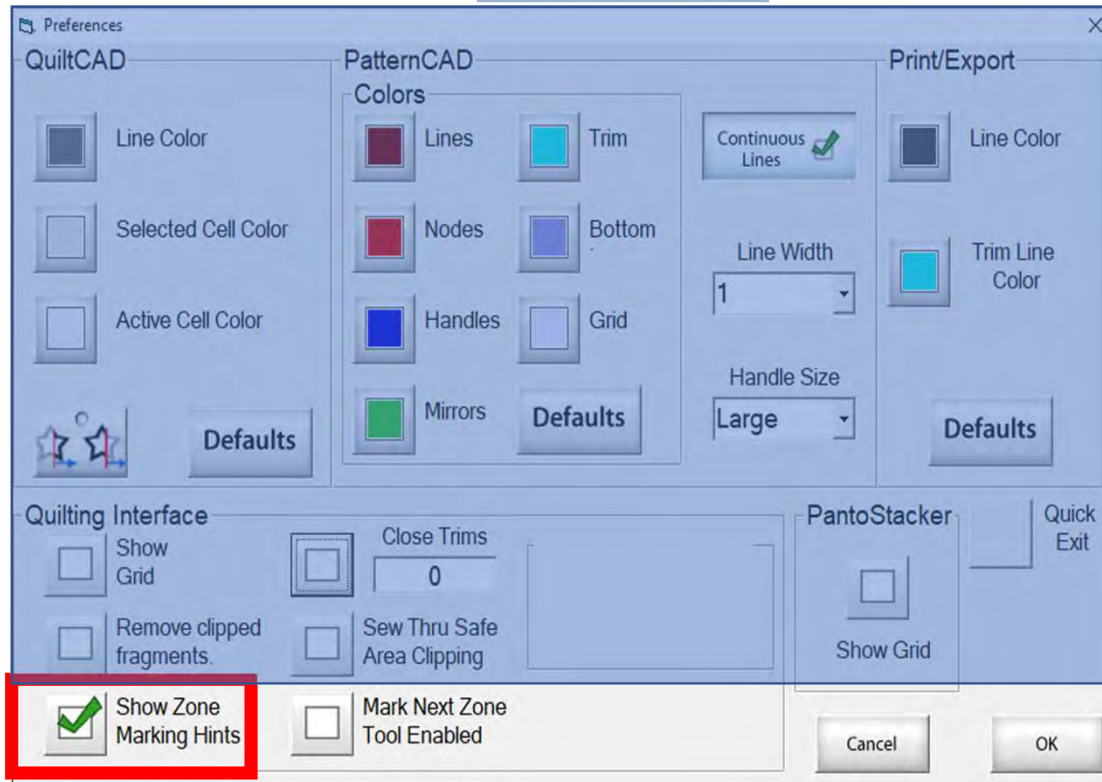 Preferences
QuiltCAD
Line Color
Selected Cell Color
Active Cell Color
Defaults
PatternCAD
Colors
Lines
Trim
Nodes
Bottom
Handles
Grid
Mirrors
Defaults
Continuous
Lines
Line Width
1
Handle Size
Large
Print/Export
Line Color
Trim Line
Color
Defaults
Quilting Interface
Show
Grid
Close Trims
0
Remove clipped
fragments.
Sew Thru Safe
Area Clipping
Show Zone
Marking Hints
Mark Next Zone
Tool Enabled
PantoStacker
Show Grid
Quick
Exit
Cancel
OK